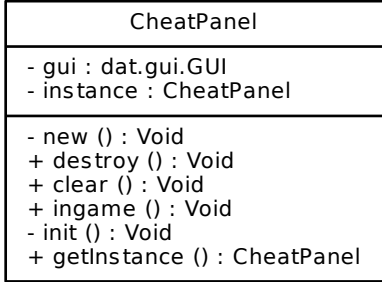 CheatPanel
- gui : dat.gui.GUI
- instance : CheatPanel
- new () : Void
+ destroy () : Void
+ clear () : Void
+ ingame () : Void
- init () : Void
+ getInstance () : CheatPanel